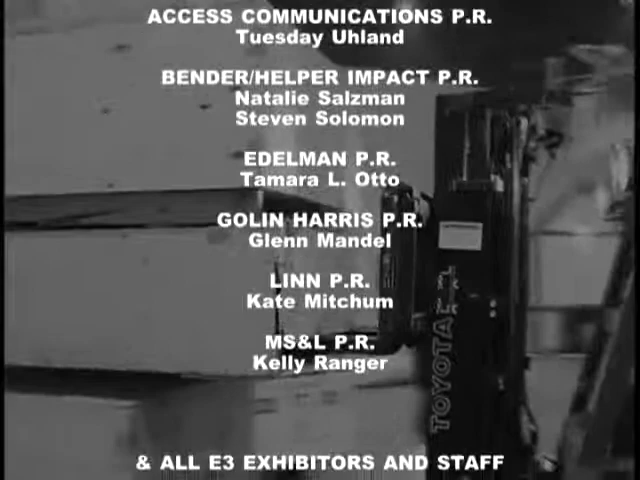 ACCESS COMMUNICATIONS P.R.
Tuesday Uhland
BENDER/HELPER IMPACT P.R.
Natalie Salzman
Steven Solomon
EDELMAN P.R.
Tamara L. Otto
GOLIN HARRIS P.R.
Glenn Mandel
LINN P.R.
Kate Mitchum
MS&L P.R.
Kelly Ranger
TOYOTA
& ALL E3 EXHIBITORS AND STAFF